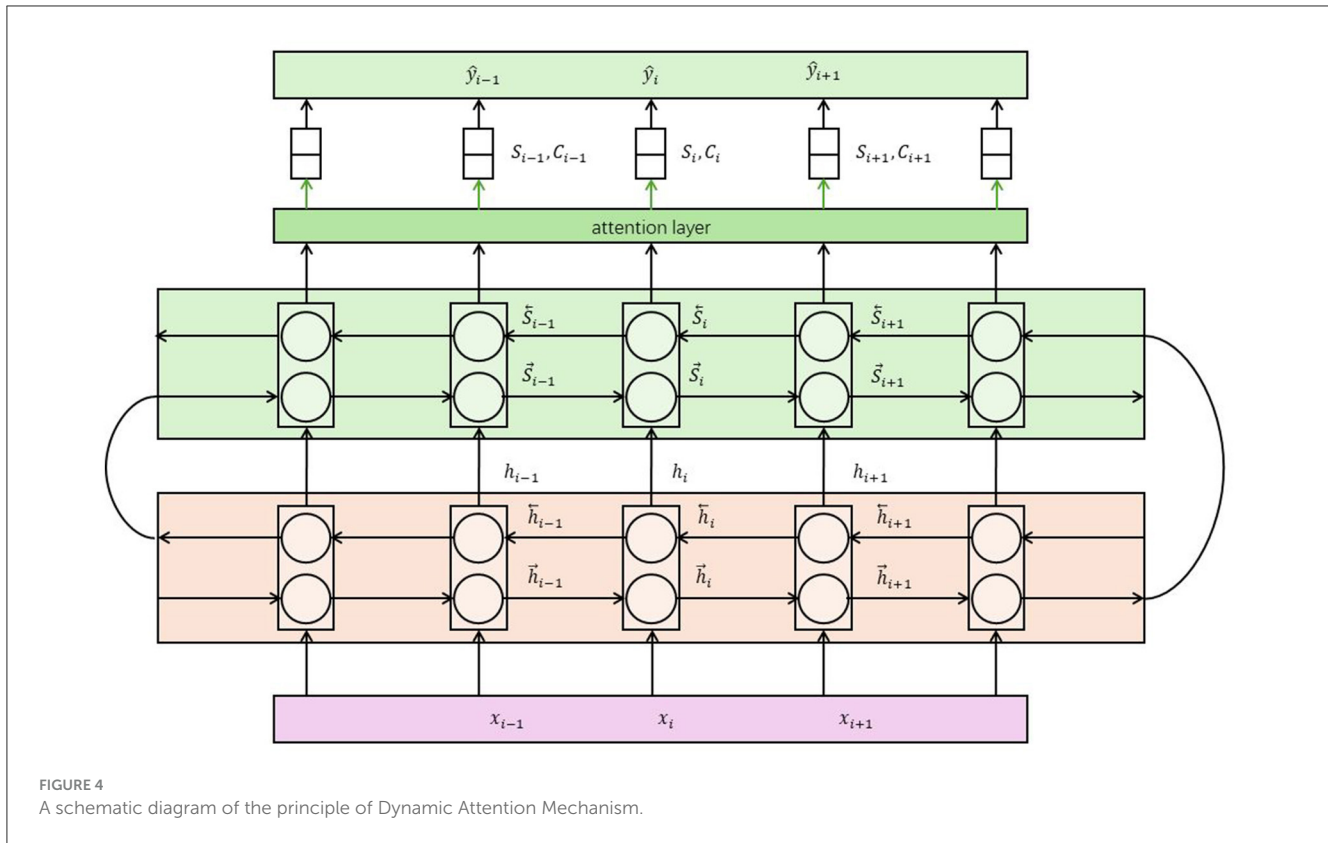 ŷᵢ₋₁ ŷᵢ ŷᵢ₊₁
Sᵢ₋₁, Cᵢ₋₁ Sᵢ, Cᵢ Sᵢ₊₁, Cᵢ₊₁
attention layer
S⃖ᵢ₋₁ S⃖ᵢ S⃖ᵢ₊₁
S⃗ᵢ₋₁ S⃗ᵢ S⃗ᵢ₊₁
hᵢ₋₁ hᵢ hᵢ₊₁
h⃖ᵢ₋₁ h⃖ᵢ h⃖ᵢ₊₁
h⃗ᵢ₋₁ h⃗ᵢ h⃗ᵢ₊₁
xᵢ₋₁ xᵢ xᵢ₊₁
FIGURE 4
A schematic diagram of the principle of Dynamic Attention Mechanism.